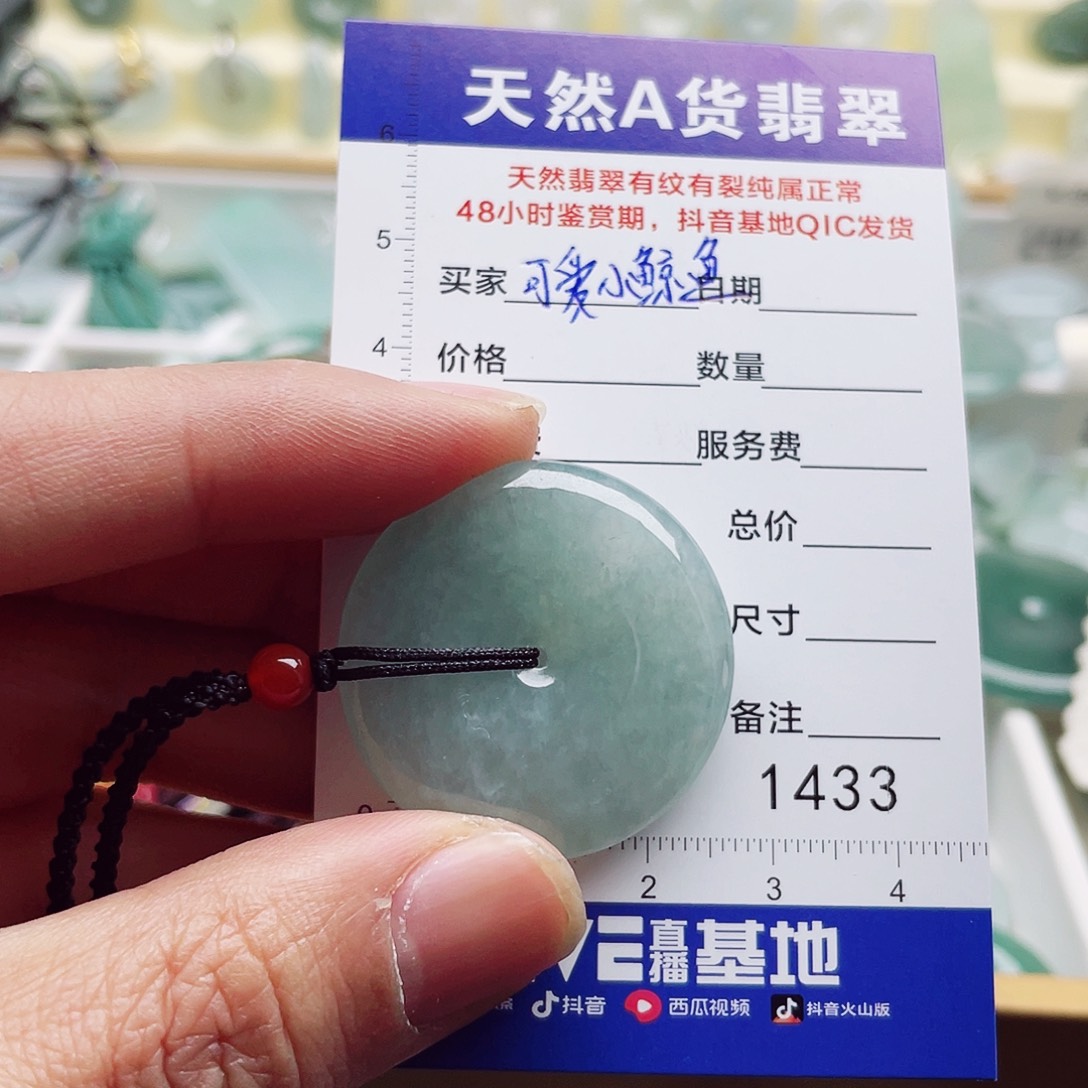 天然A货翡翠
天然翡翠有纹有裂纯属正常
48小时鉴赏期，抖音基地QIC发货
6
5
4
买家 可爱小鲸鱼 日期
价格 数量
服务费
总价
尺寸
备注
1433
2 3 4
VE直播基地
抖音 西瓜视频 抖音火山版